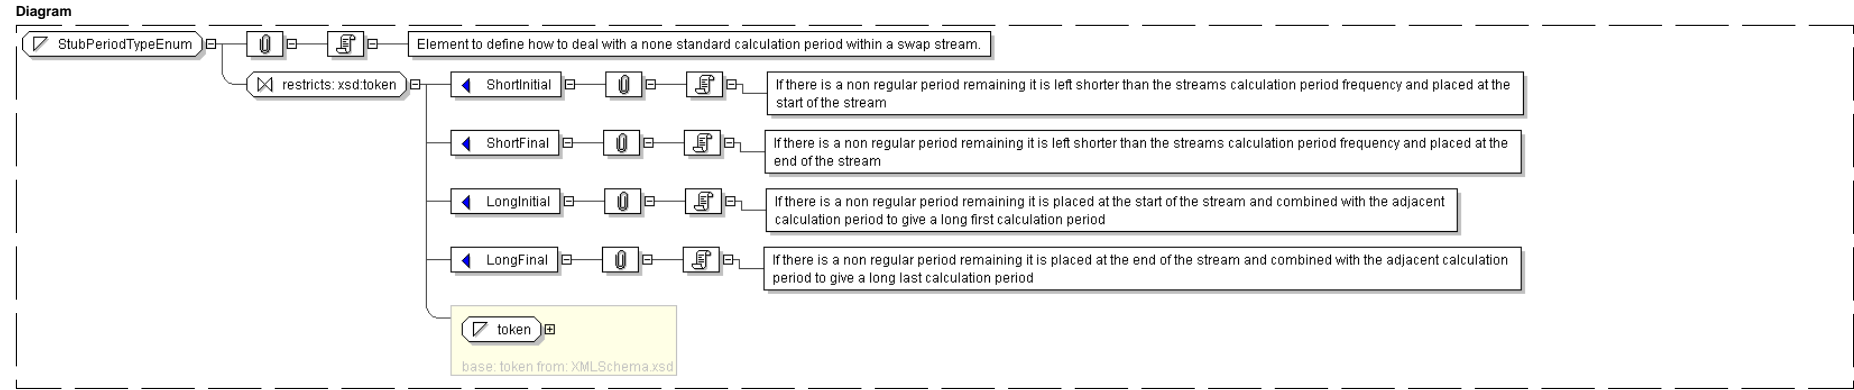 Diagram
StubPeriodTypeEnum
Element to define how to deal with a none standard calculation period within a swap stream.
restricts: xsd:token
ShortInitial
If there is a non regular period remaining it is left shorter than the streams calculation period frequency and placed at the
start of the stream
ShortFinal
If there is a non regular period remaining it is left shorter than the streams calculation period frequency and placed at the
end of the stream
LongInitial
If there is a non regular period remaining it is placed at the start of the stream and combined with the adjacent
calculation period to give a long first calculation period
LongFinal
If there is a non regular period remaining it is placed at the end of the stream and combined with the adjacent calculation
period to give a long last calculation period
token
base: token from: XMLSchema.xsd